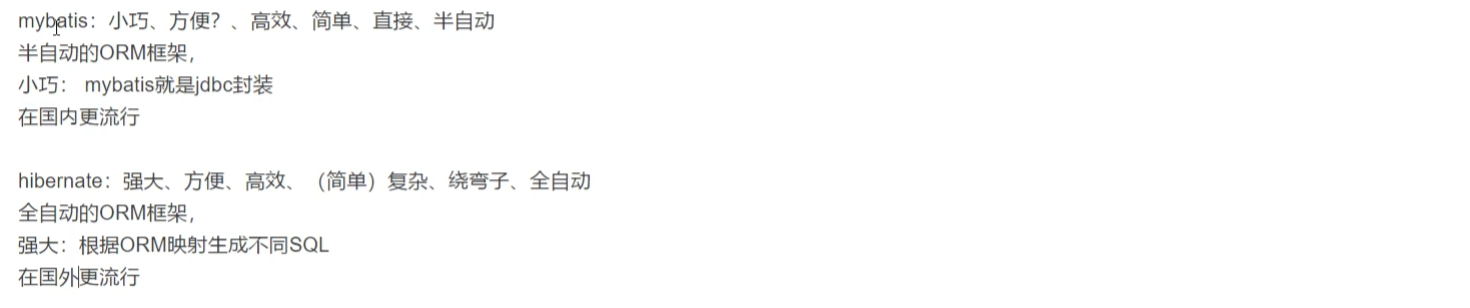 mybatis：小巧、方便？、高效、简单、直接、半自动
半自动的ORM框架，
小巧： mybatis就是jdbc封装
在国内更流行
hibernate：强大、方便、高效、（简单）复杂、绕弯子、全自动
全自动的ORM框架，
强大：根据ORM映射生成不同SQL
在国外更流行